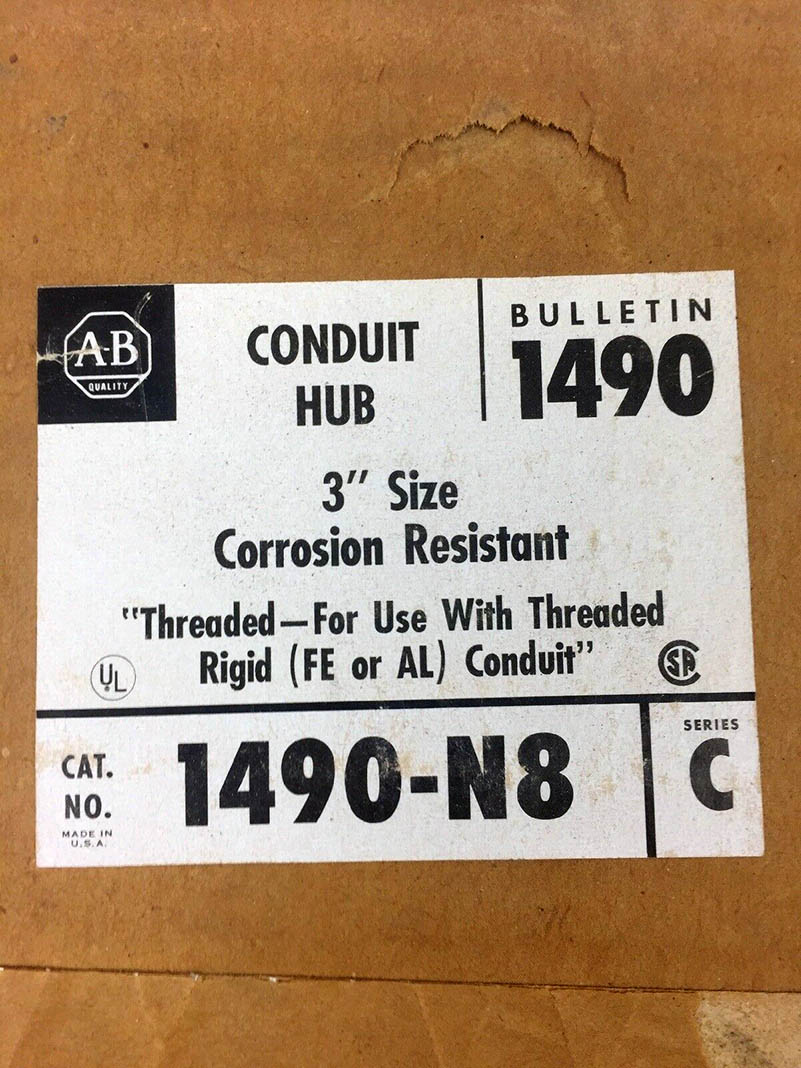 A-B
QUALITY
CONDUIT
HUB
BULLETIN
1490
3" Size
Corrosion Resistant
"Threaded—For Use With Threaded
Rigid (FE or AL) Conduit"
UL
SA
CAT.
NO.
MADE IN
U.S.A.
1490-N8
SERIES
C